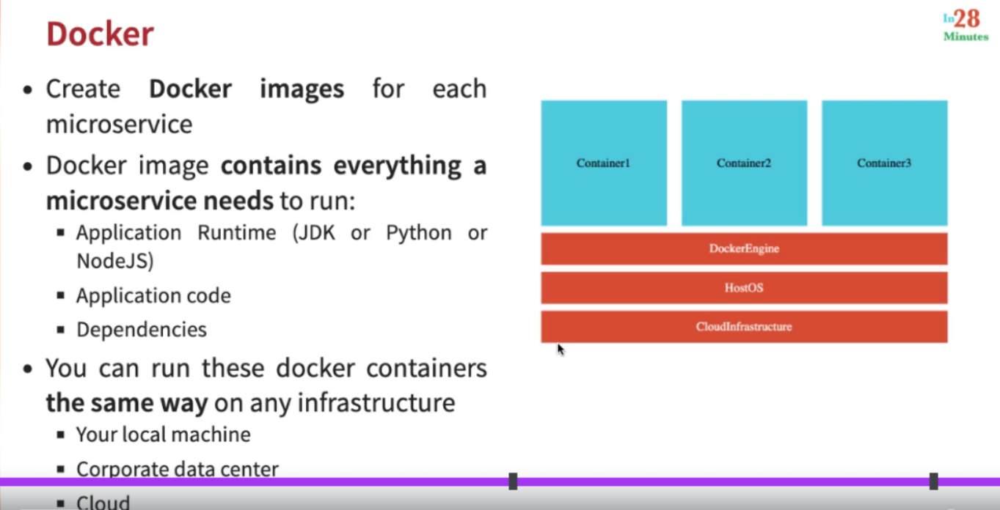 Docker
In28
Minutes
Create Docker images for each
microservice
Docker image contains everything a
microservice needs to run:
Application Runtime (JDK or Python or
NodeJS)
Application code
Dependencies
You can run these docker containers
the same way on any infrastructure
Your local machine
Corporate data center
Cloud
Container1
Container2
Container3
DockerEngine
HostOS
CloudInfrastructure